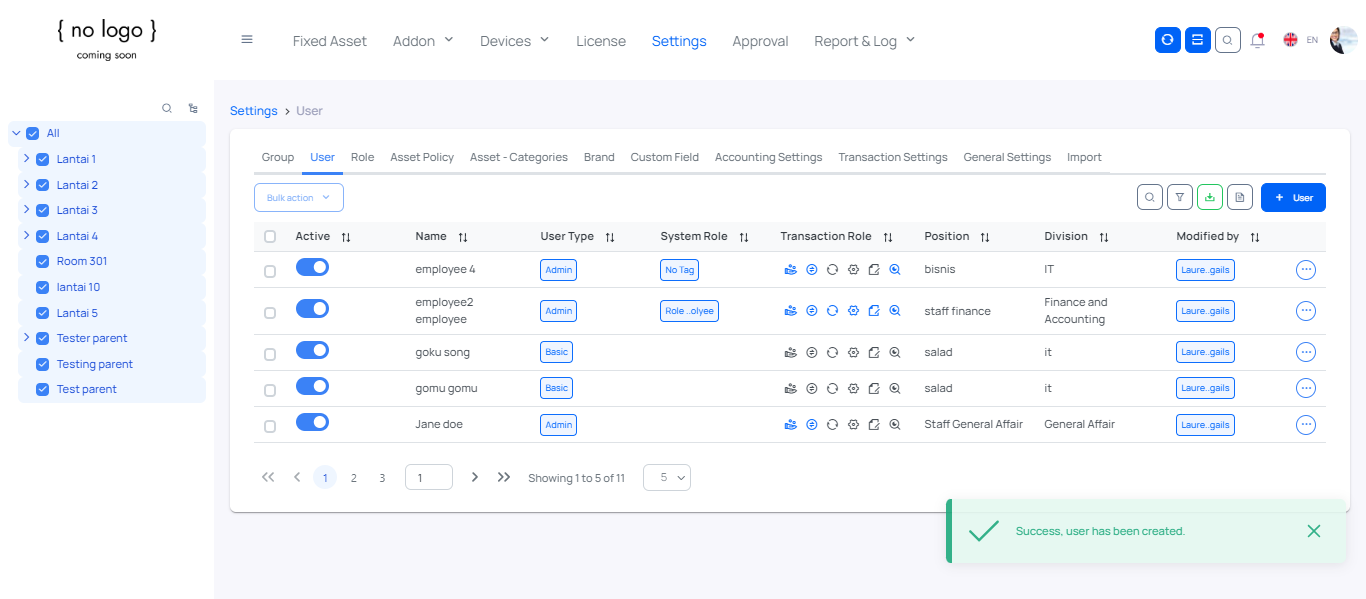 { no logo }
coming soon
Fixed Asset Addon Devices License Settings Approval Report & Log EN
Settings > User
All
Lantai 1
Lantai 2
Lantai 3
Lantai 4
Room 301
lantai 10
Lantai 5
Tester parent
Testing parent
Test parent
Group User Role Asset Policy Asset - Categories Brand Custom Field Accounting Settings Transaction Settings General Settings Import
Bulk action + User
Active Name User Type System Role Transaction Role Position Division Modified by
employee 4 Admin No Tag bisnis IT Laure..gails
employee2 employee Admin Role ..olyee staff finance Finance and Accounting Laure..gails
goku song Basic salad it Laure..gails
gomu gomu Basic salad it Laure..gails
Jane doe Admin Staff General Affair General Affair Laure..gails
1 2 3 1 Showing 1 to 5 of 11 5
Success, user has been created.